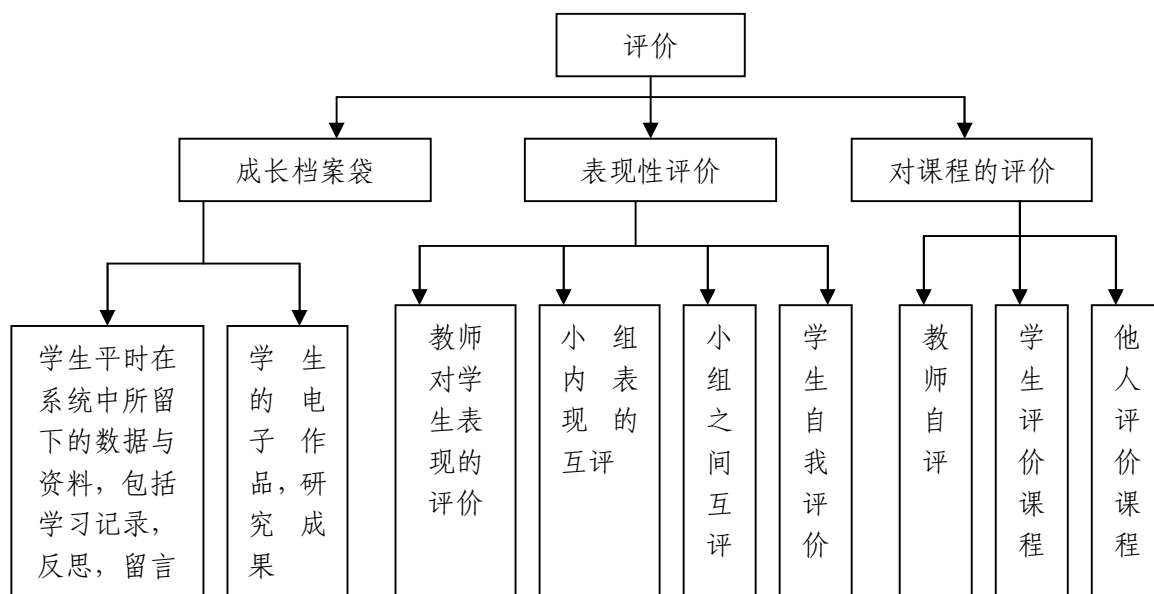 评价
成长档案袋
表现性评价
对课程的评价
学生平时在
系统中所留
下的数据与
资料，包括
学习记录，
反思，留言
学生
的电
子作
品，研
究成
果
教师
对学
生表
现的
评价
小组
内表
现的
互评
小
组
之
间
互
评
学
生
自
我
评
价
教
师
自
评
学
生
评
价
课
程
他
人
评
价
课
程